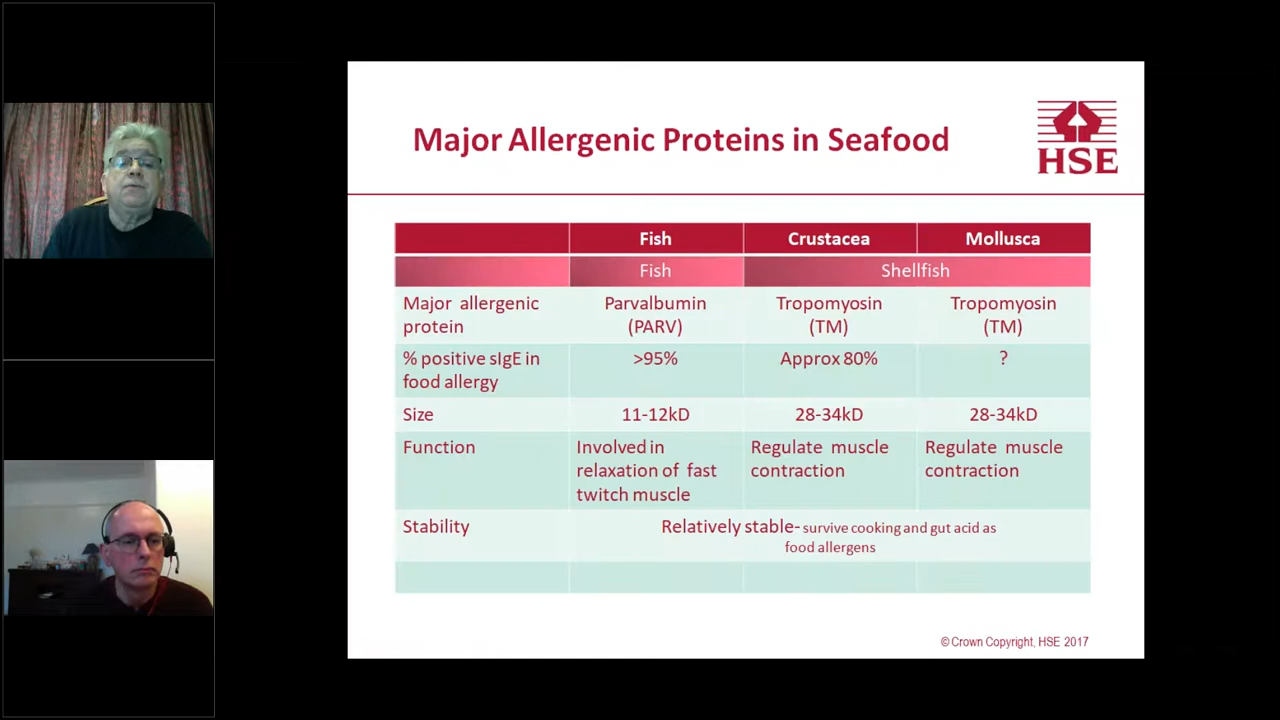 Major Allergenic Proteins in Seafood
HSE
Fish Crustacea Mollusca
Fish Shellfish
Major allergenic protein Parvalbumin (PARV) Tropomyosin (TM) Tropomyosin (TM)
% positive sIgE in food allergy >95% Approx 80% ?
Size 11-12kD 28-34kD 28-34kD
Function Involved in relaxation of fast twitch muscle Regulate muscle contraction Regulate muscle contraction
Stability Relatively stable- survive cooking and gut acid as food allergens
© Crown Copyright, HSE 2017